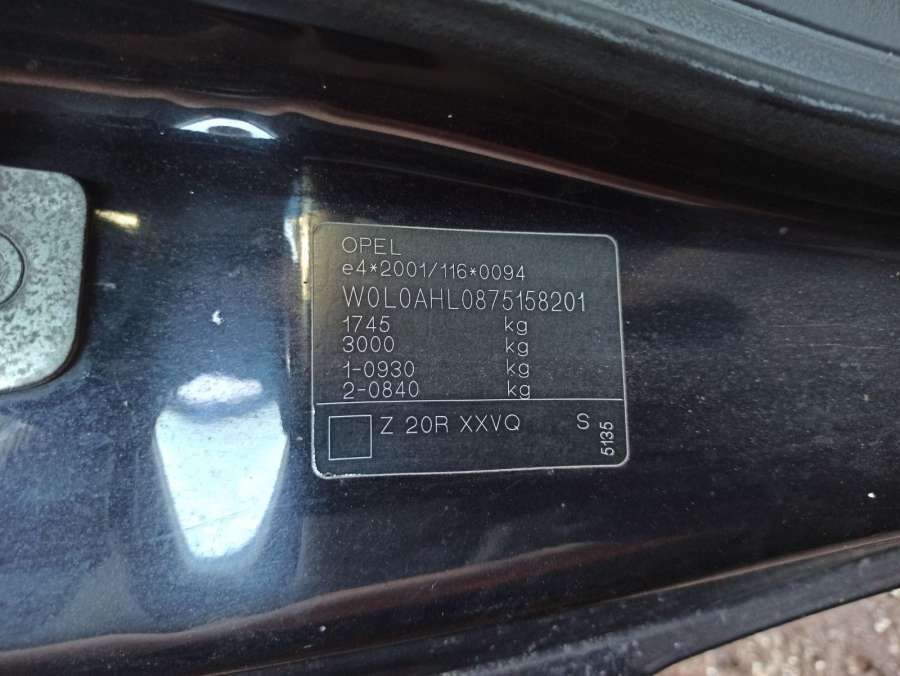 OPEL
e4*2001/116*0094
W0L0AHL0875158201
1745 kg
3000 kg
1-0930 kg
2-0840 kg
Z 20R XXVQ S
5135